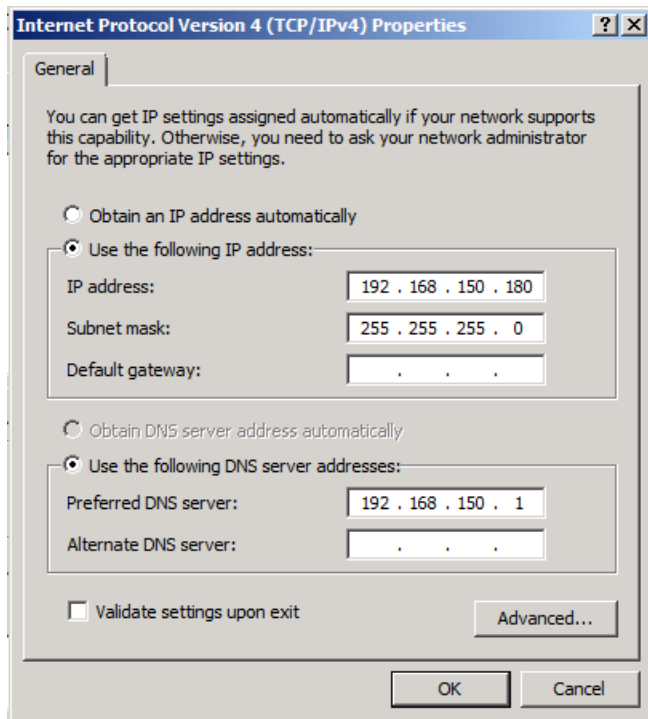 Internet Protocol Version 4 (TCP/IPv4) Properties
General
You can get IP settings assigned automatically if your network supports
this capability. Otherwise, you need to ask your network administrator
for the appropriate IP settings.
Obtain an IP address automatically
Use the following IP address:
IP address: 192 . 168 . 150 . 180
Subnet mask: 255 . 255 . 255 . 0
Default gateway: . . .
Obtain DNS server address automatically
Use the following DNS server addresses:
Preferred DNS server: 192 . 168 . 150 . 1
Alternate DNS server: . . .
Validate settings upon exit
Advanced...
OK Cancel